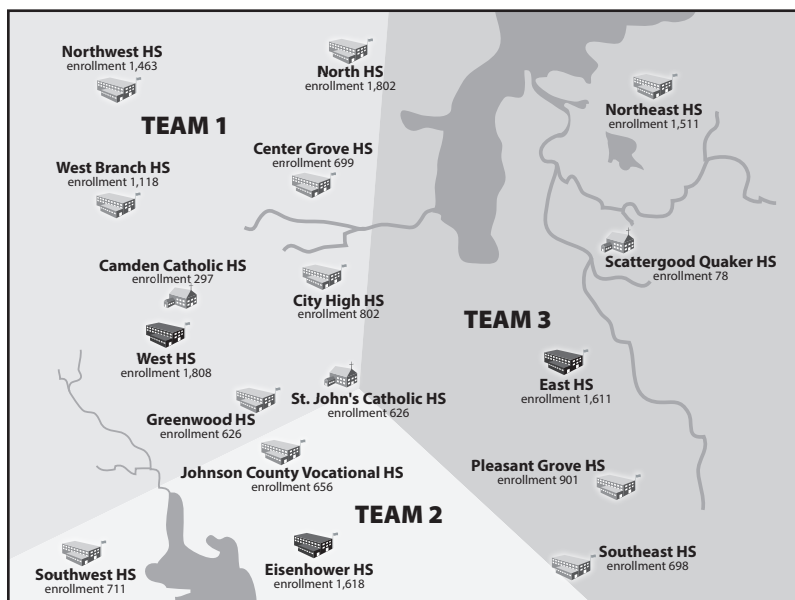 Northwest HS
enrollment 1,463
North HS
enrollment 1,802
Northeast HS
enrollment 1,511
TEAM 1
Center Grove HS
enrollment 699
West Branch HS
enrollment 1,118
Camden Catholic HS
enrollment 297
City High HS
enrollment 802
Scattergood Quaker HS
enrollment 78
TEAM 3
West HS
enrollment 1,808
East HS
enrollment 1,611
St. John's Catholic HS
enrollment 626
Greenwood HS
enrollment 626
Johnson County Vocational HS
enrollment 656
Pleasant Grove HS
enrollment 901
TEAM 2
Southwest HS
enrollment 711
Eisenhower HS
enrollment 1,618
Southeast HS
enrollment 698